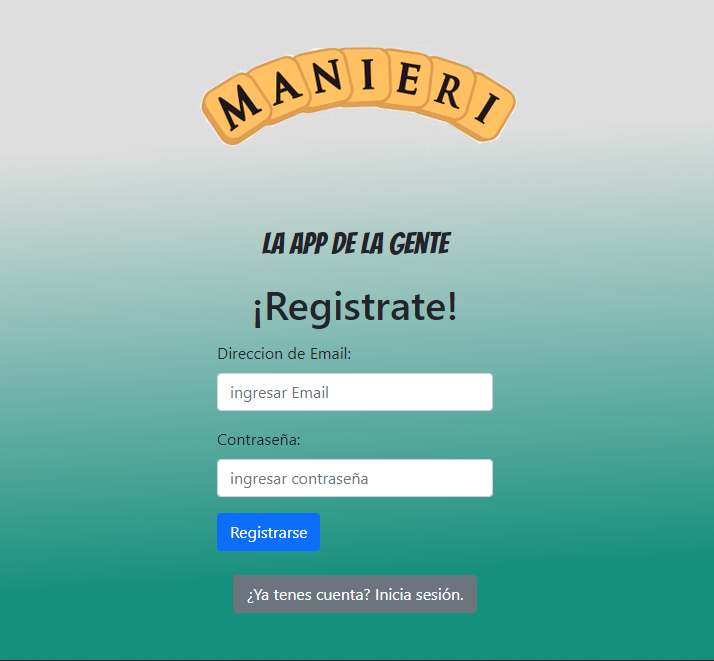 MANIERI
LA APP DE LA GENTE
¡Registrate!
Direccion de Email:
ingresar Email
Contraseña:
ingresar contraseña
Registrarse
¿Ya tenes cuenta? Inicia sesión.